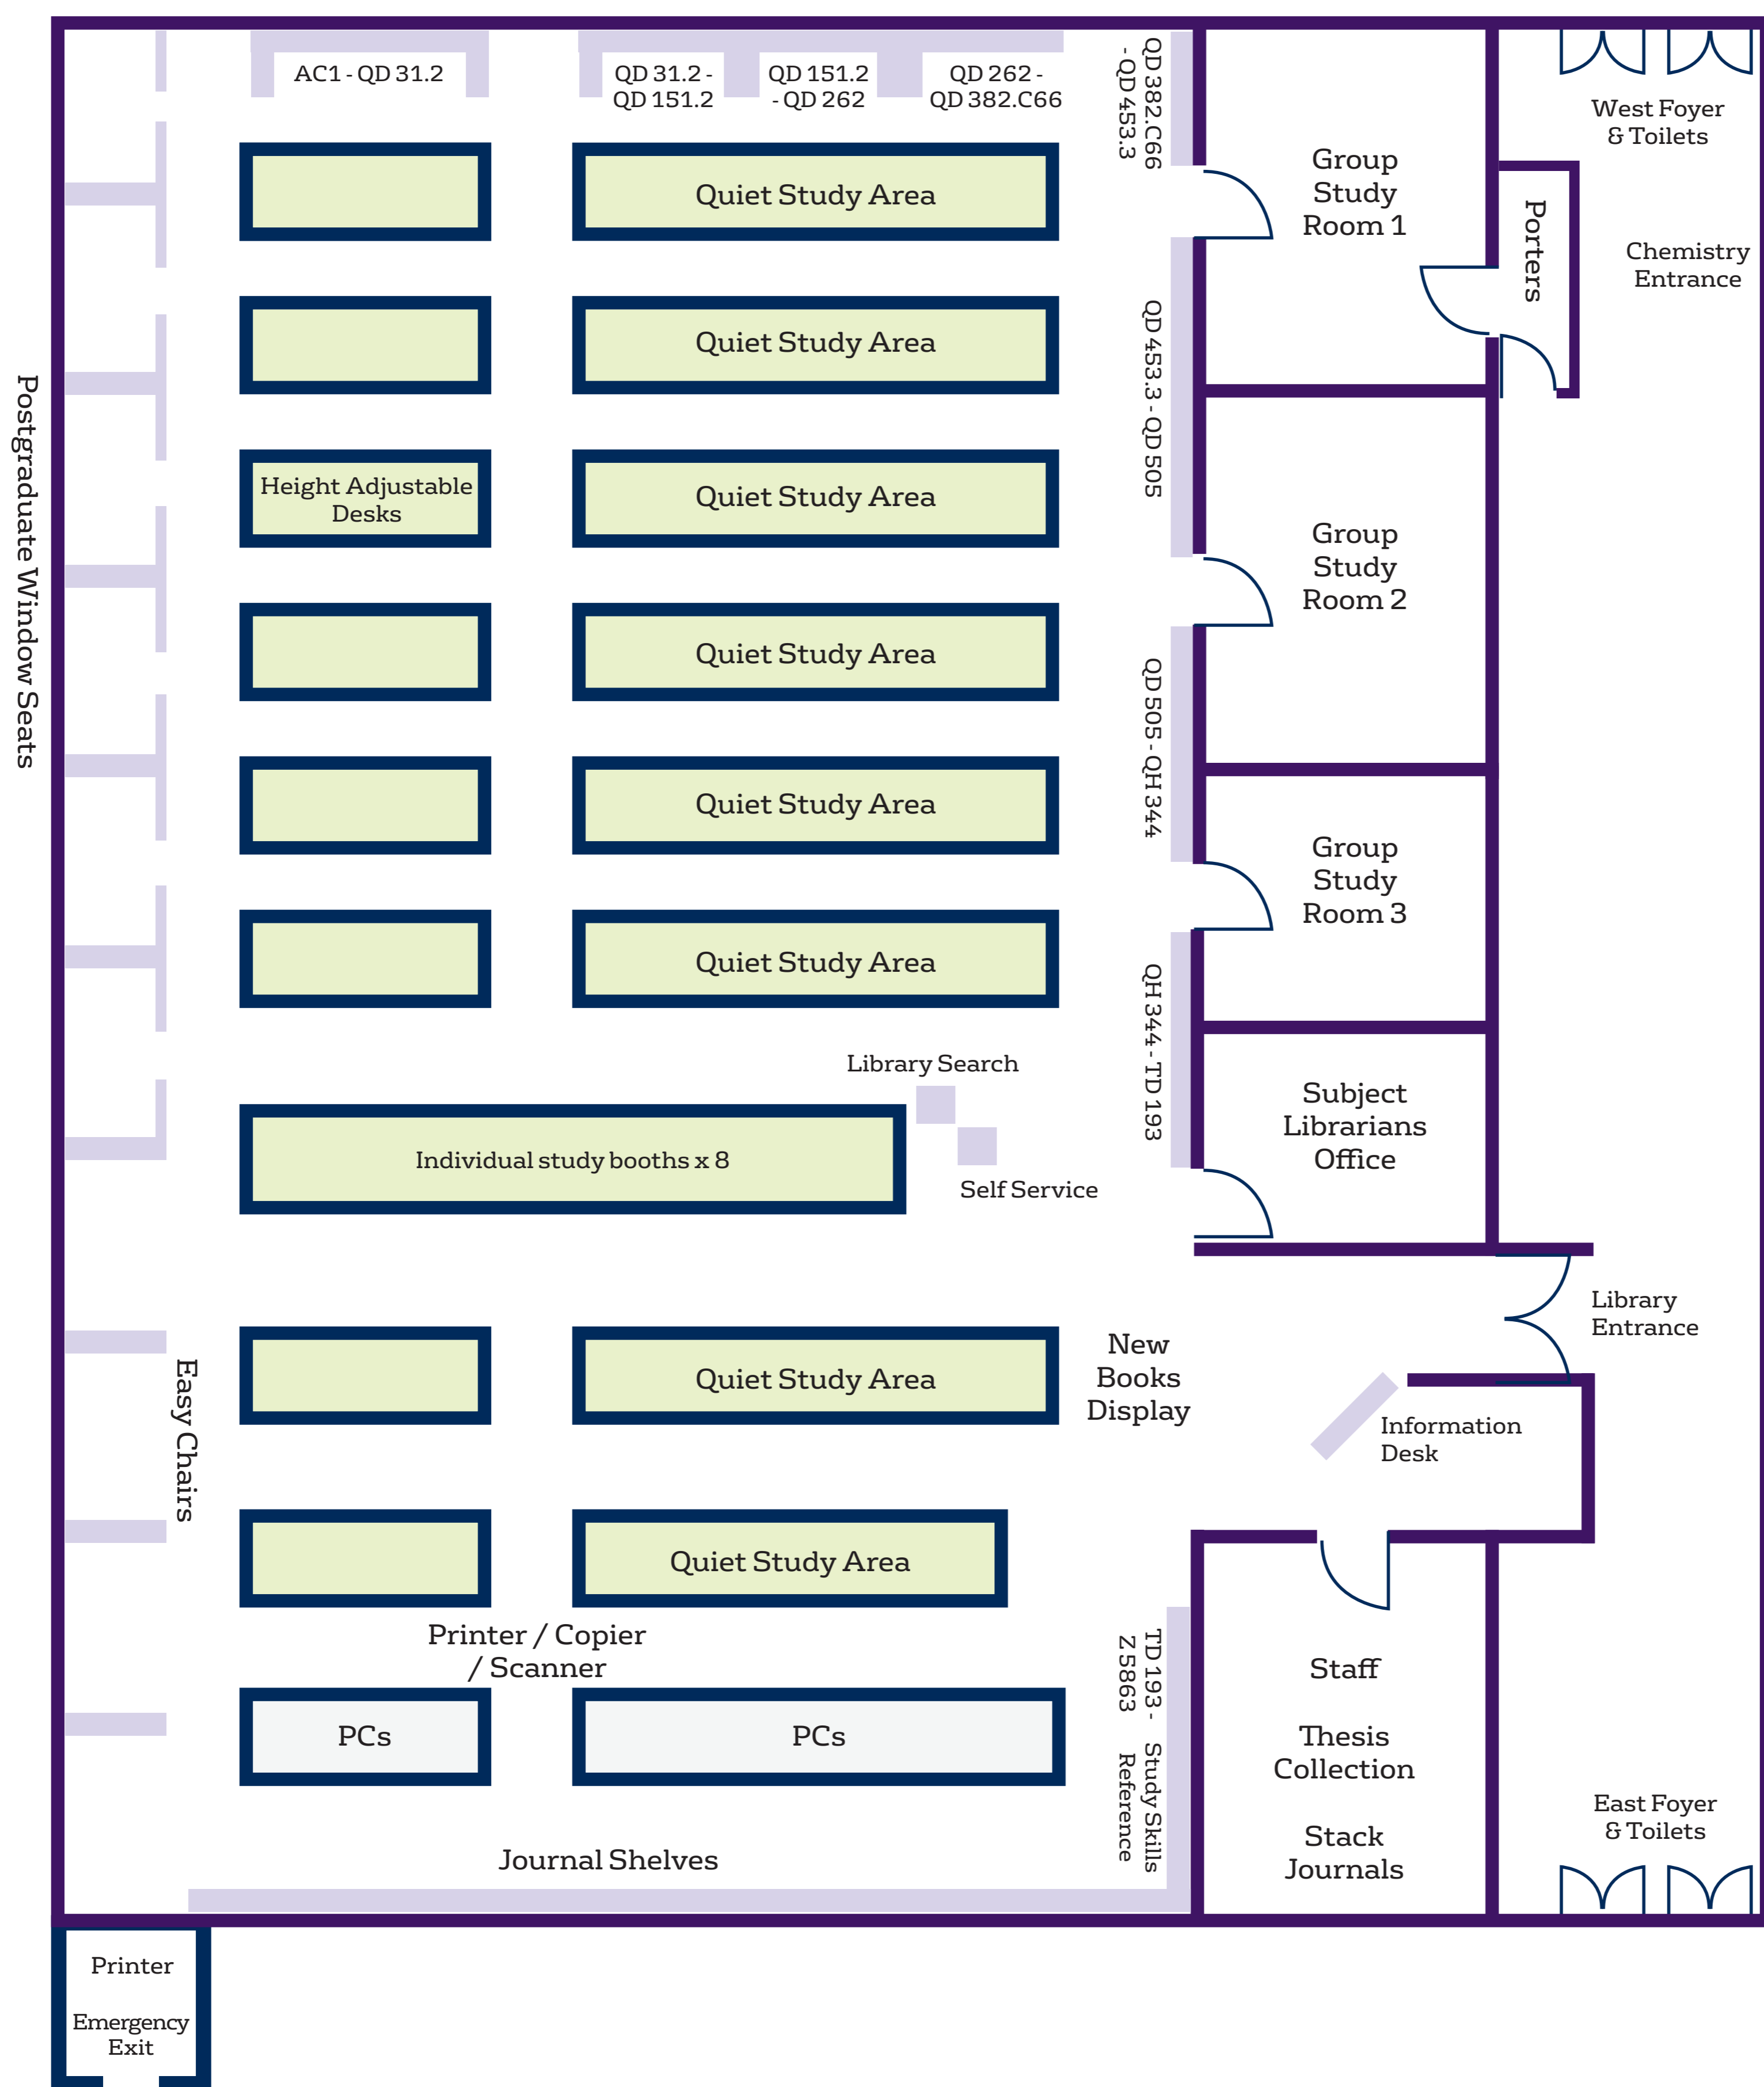 AC1 - QD 31.2
QD 31.2 -
QD 151.2
QD 151.2
- QD 262
QD 262 -
QD 382.C66
QD 382.C66
- QD 453.3
West Foyer
& Toilets
Quiet Study Area
Group
Study
Room 1
Porters
Chemistry
Entrance
Quiet Study Area
QD 453.3 - QD 505
Postgraduate Window Seats
Height Adjustable
Desks
Quiet Study Area
Group
Study
Room 2
Quiet Study Area
QD 505 - QH 344
Quiet Study Area
Group
Study
Room 3
Quiet Study Area
QH 344 - TD 193
Library Search
Individual study booths x 8
Self Service
Subject
Librarians
Office
Library
Entrance
Easy Chairs
Quiet Study Area
New
Books
Display
Information
Desk
Quiet Study Area
Printer / Copier
/ Scanner
TD 193 -
Z 5863
Study Skills
Reference
Staff
PCs
PCs
Thesis
Collection
East Foyer
& Toilets
Stack
Journals
Journal Shelves
Printer
Emergency
Exit